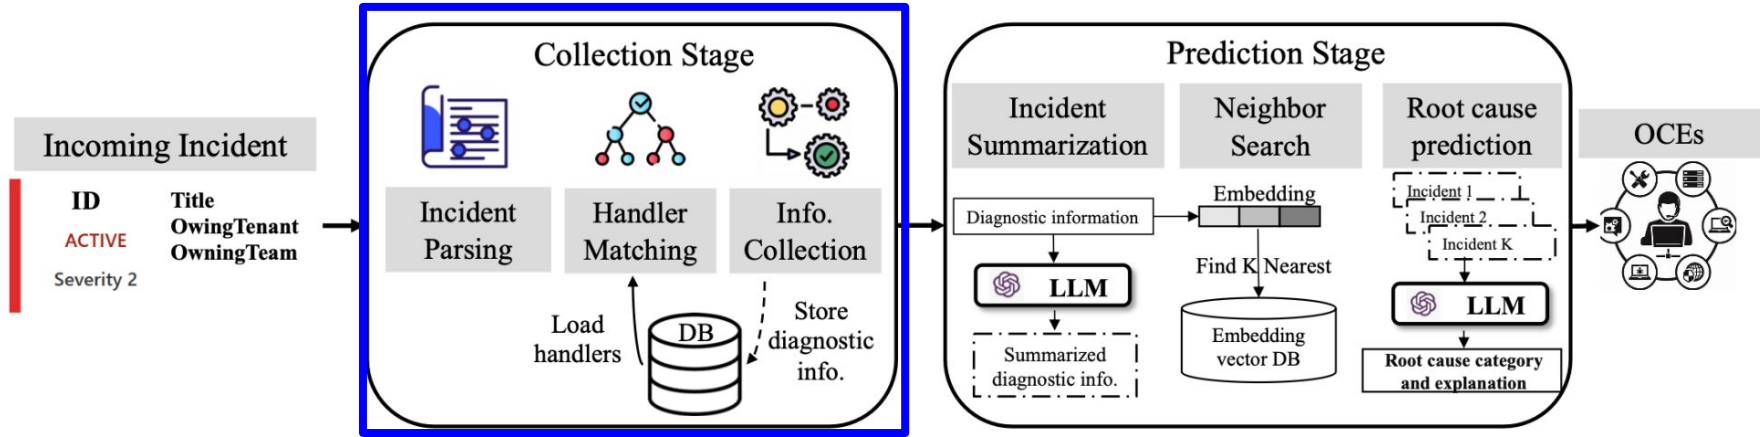 Incoming Incident
ID
ACTIVE
Severity 2
Title
OwingTenant
OwningTeam
Collection Stage
Incident
Parsing
Handler
Matching
Info.
Collection
Load
handlers
DB
Store
diagnostic
info.
Prediction Stage
Incident
Summarization
Diagnostic information
LLM
Summarized
diagnostic info.
Neighbor
Search
Embedding
Find K Nearest
Embedding
vector DB
Root cause
prediction
Incident 1
Incident 2
Incident K
LLM
Root cause category
and explanation
OCEs